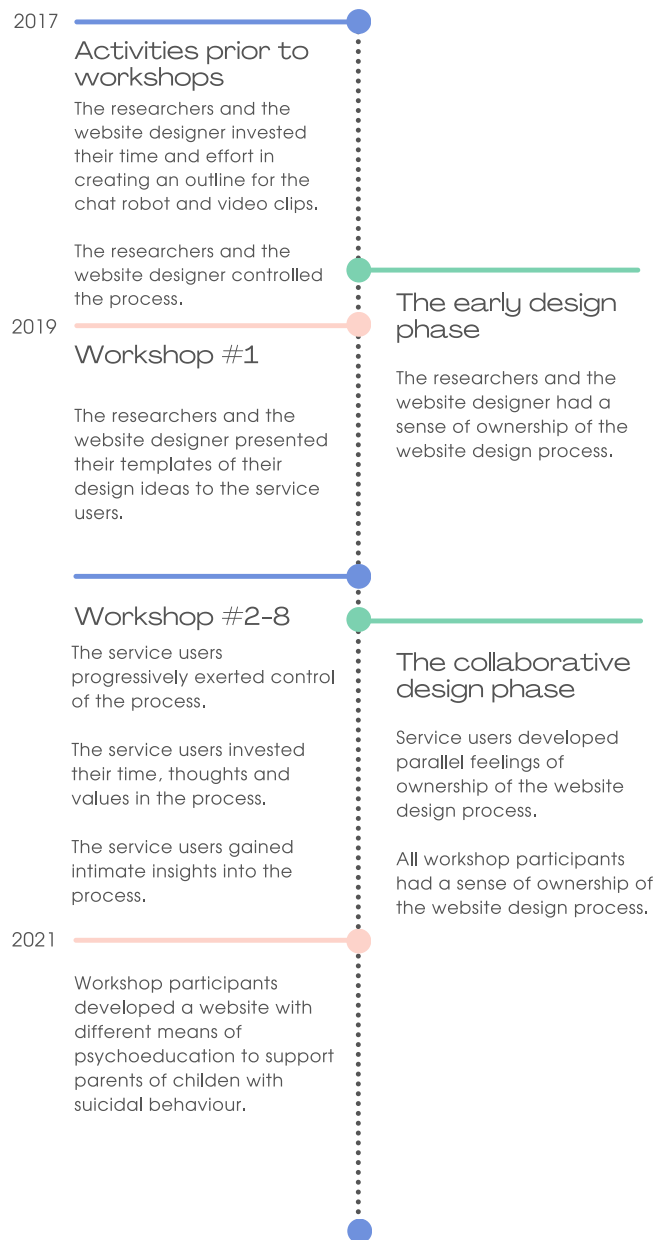 2017
Activities prior to
workshops
The researchers and the
website designer invested
their time and effort in
creating an outline for the
chat robot and video clips.
The researchers and the
website designer controlled
the process.
The early design
phase
The researchers and the
website designer had a
sense of ownership of the
website design process.
2019
Workshop #1
The researchers and the
website designer presented
their templates of their
design ideas to the service
users.
Workshop #2-8
The service users
progressively exerted control
of the process.
The service users invested
their time, thoughts and
values in the process.
The service users gained
intimate insights into the
process.
The collaborative
design phase
Service users developed
parallel feelings of
ownership of the website
design process.
All workshop participants
had a sense of ownership of
the website design process.
2021
Workshop participants
developed a website with
different means of
psychoeducation to support
parents of childen with
suicidal behaviour.